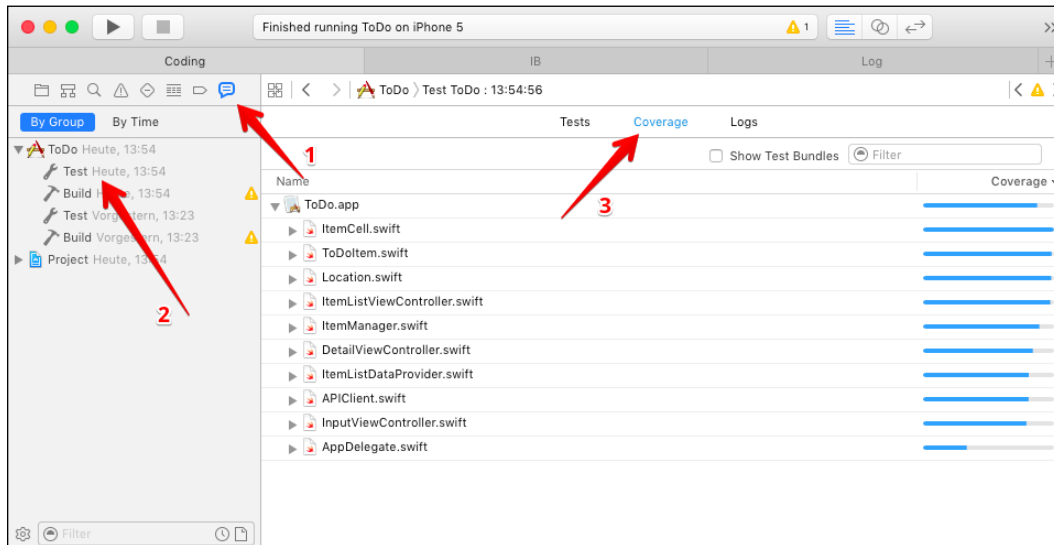 Finished running ToDo on iPhone 5
1
Coding
IB
Log
ToDo
Test ToDo : 13:54:56
By Group
By Time
Tests
Coverage
Logs
ToDo Heute, 13:54
Test Heute, 13:54
Build Heute, 13:54
Test Vorgestern, 13:23
Build Vorgestern, 13:23
Project Heute, 13:54
1
2
3
Show Test Bundles
Filter
Name
Coverage
ToDo.app
ItemCell.swift
ToDoItem.swift
Location.swift
ItemListViewController.swift
ItemManager.swift
DetailViewController.swift
ItemListDataProvider.swift
APIClient.swift
InputViewController.swift
AppDelegate.swift
Filter